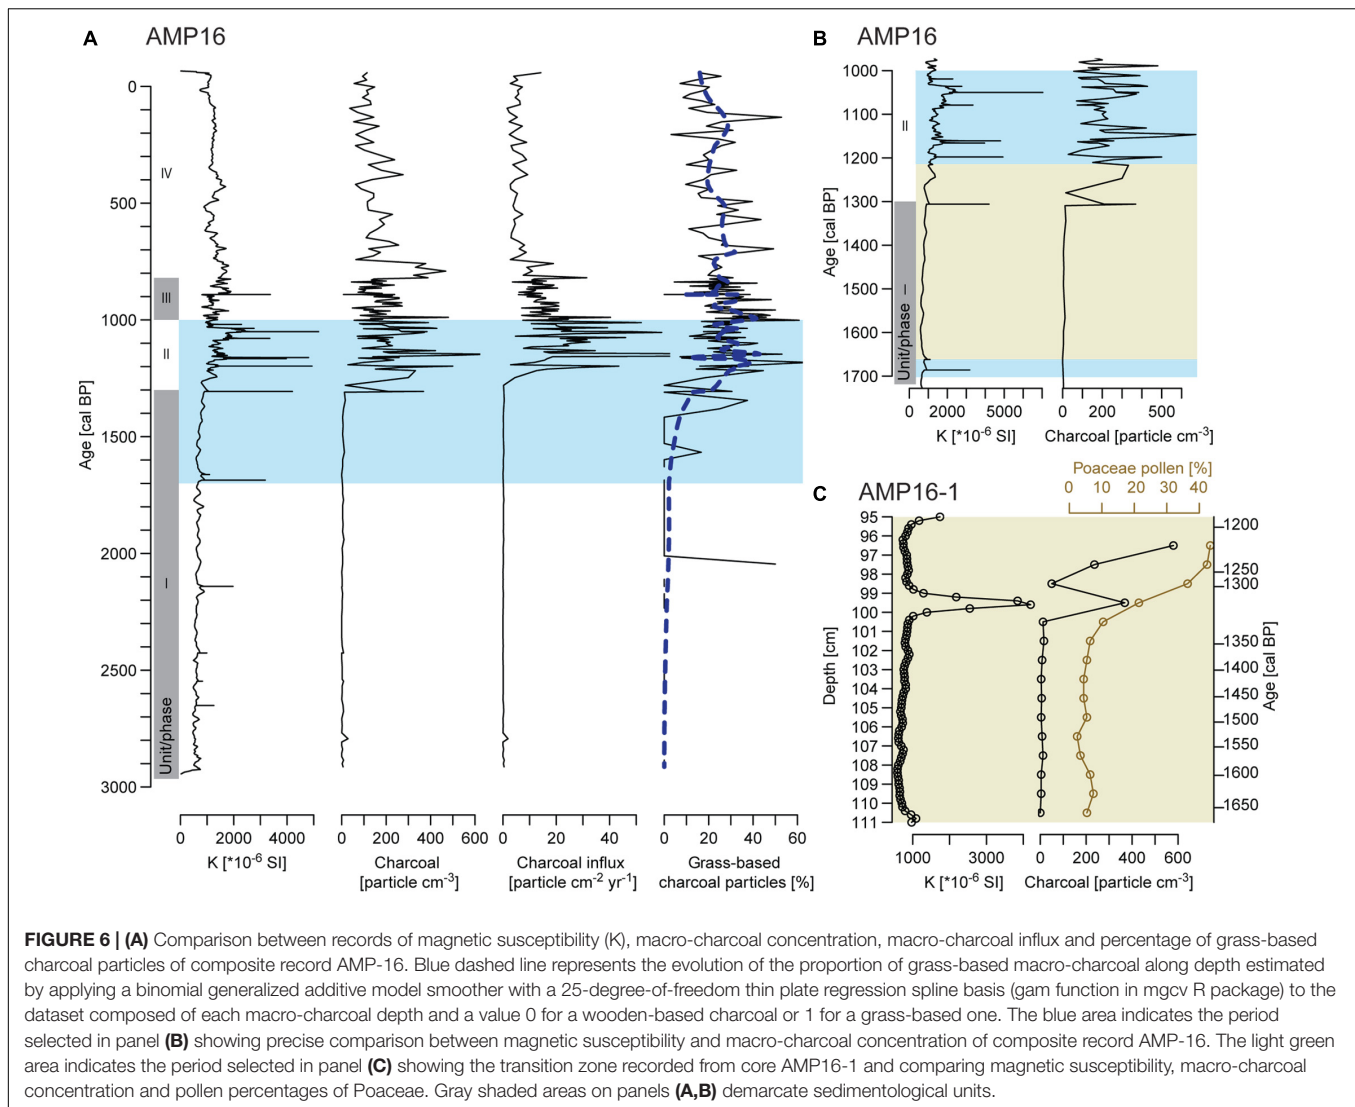 A AMP16
0
500
1000
1500
2000
2500
3000
Age [cal BP]
IV
III
II
I
Unit/phase
0 2000 4000
K [*10-6 SI]
0 200 400 600
Charcoal
[particle cm-3]
0 20 40
Charcoal influx
[particle cm-2 yr-1]
0 20 40 60
Grass-based
charcoal particles [%]
B AMP16
1000
1100
1200
1300
1400
1500
1600
1700
Age [cal BP]
II
I
Unit/phase
0 2000 5000
K [*10-6 SI]
0 200 500
Charcoal [particle cm-3]
C AMP16-1
Poaceae pollen [%]
0 10 20 30 40
95
96
97
98
99
100
101
102
103
104
105
106
107
108
109
110
111
Depth [cm]
1200
1250
1300
1350
1400
1450
1500
1550
1600
1650
Age [cal BP]
1000 3000
K [*10-6 SI]
0 200 400 600
Charcoal [particle cm-3]
FIGURE 6 | (A) Comparison between records of magnetic susceptibility (K), macro-charcoal concentration, macro-charcoal influx and percentage of grass-based
charcoal particles of composite record AMP-16. Blue dashed line represents the evolution of the proportion of grass-based macro-charcoal along depth estimated
by applying a binomial generalized additive model smoother with a 25-degree-of-freedom thin plate regression spline basis (gam function in mgcv R package) to the
dataset composed of each macro-charcoal depth and a value 0 for a wooden-based charcoal or 1 for a grass-based one. The blue area indicates the period
selected in panel (B) showing precise comparison between magnetic susceptibility and macro-charcoal concentration of composite record AMP-16. The light green
area indicates the period selected in panel (C) showing the transition zone recorded from core AMP16-1 and comparing magnetic susceptibility, macro-charcoal
concentration and pollen percentages of Poaceae. Gray shaded areas on panels (A,B) demarcate sedimentological units.